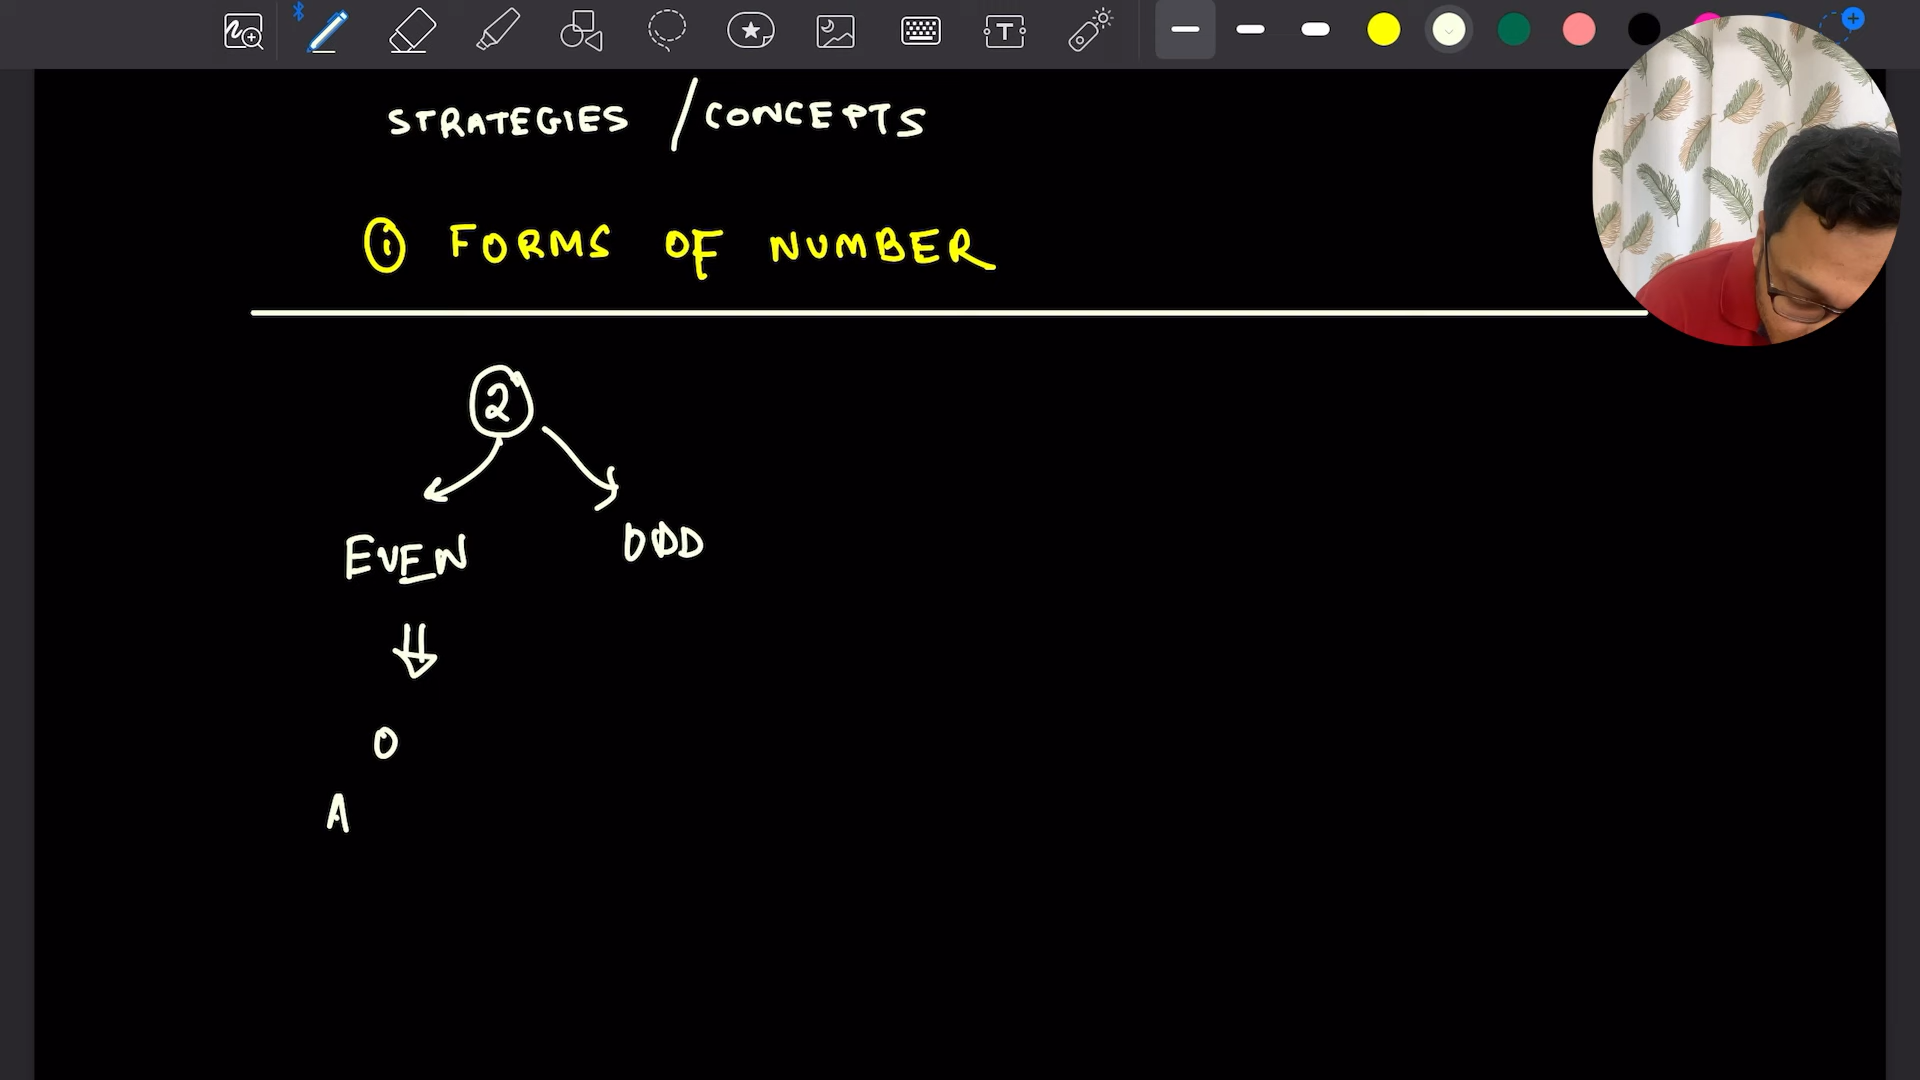 STRATEGIES / CONCEPTS
① FORMS OF NUMBER
2
EVEN ODD
0
A